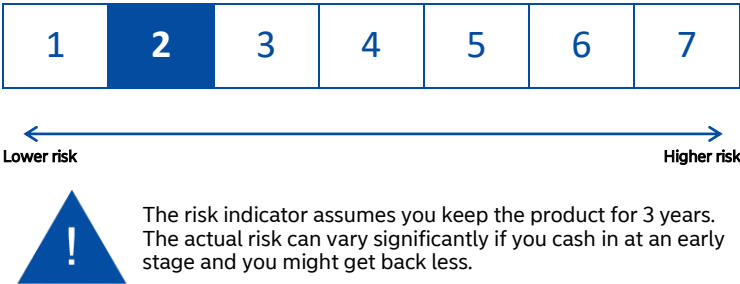 1 2 3 4 5 6 7
Lower risk Higher risk
!
The risk indicator assumes you keep the product for 3 years.
The actual risk can vary significantly if you cash in at an early
stage and you might get back less.